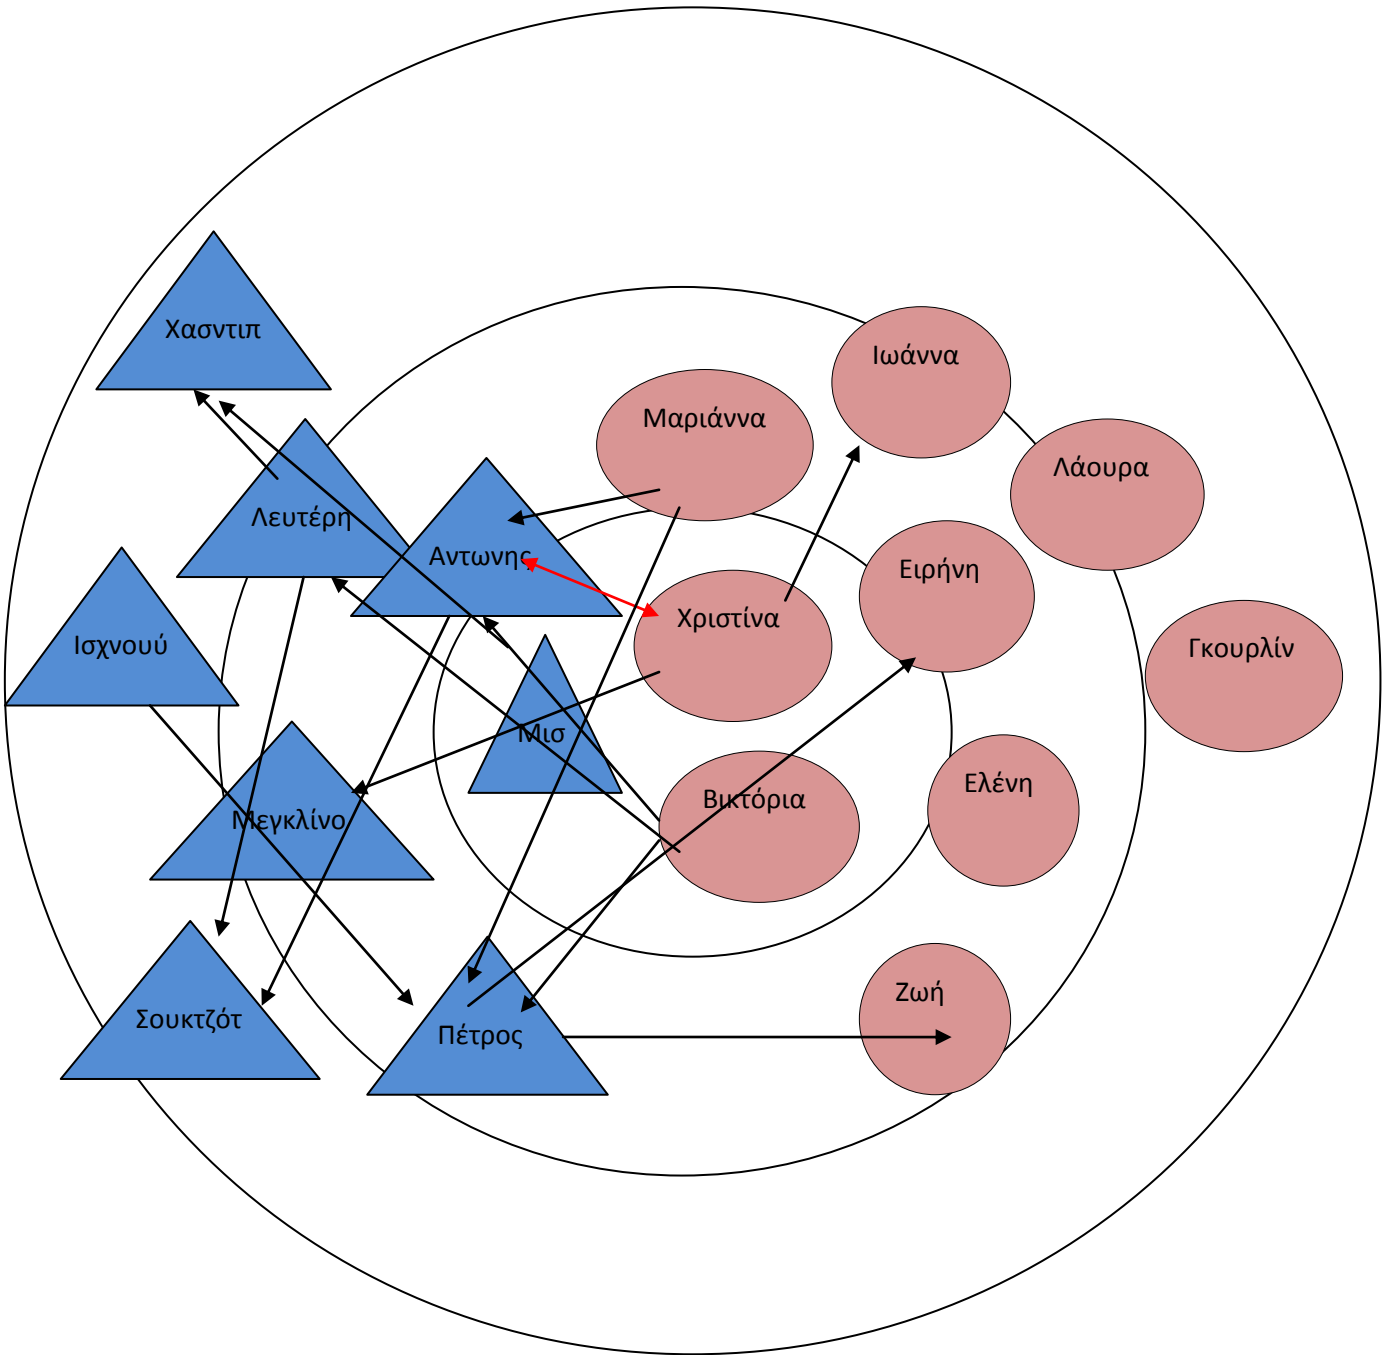 Χασντιπ
Ιωάννα
Μαριάννα
Λάουρα
Λευτέρη
Αντωνης
Ειρήνη
Χριστίνα
Ισχνουύ
Γκουρλίν
Μισ
Ελένη
Βικτόρια
Μεγκλίνο
Ζωή
Σουκτζότ
Πέτρος